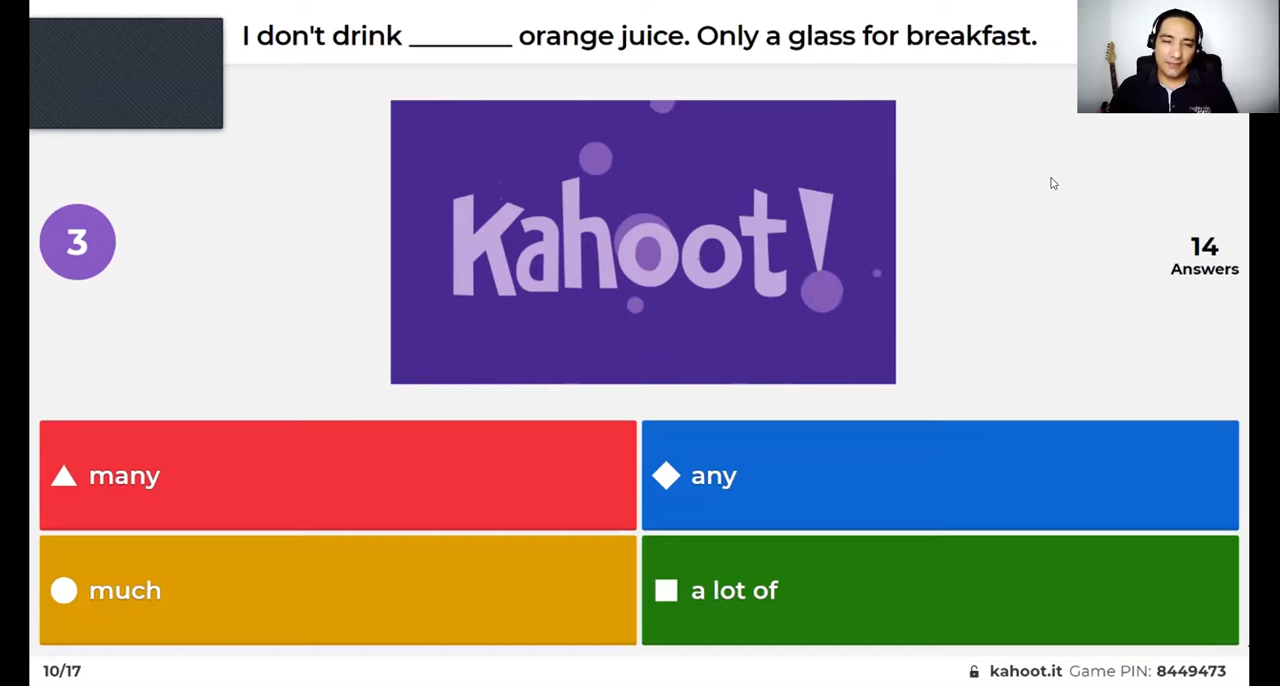 I don't drink ________ orange juice. Only a glass for breakfast.
Kahoot!
3
14
Answers
many
any
much
a lot of
10/17
kahoot.it Game PIN: 8449473